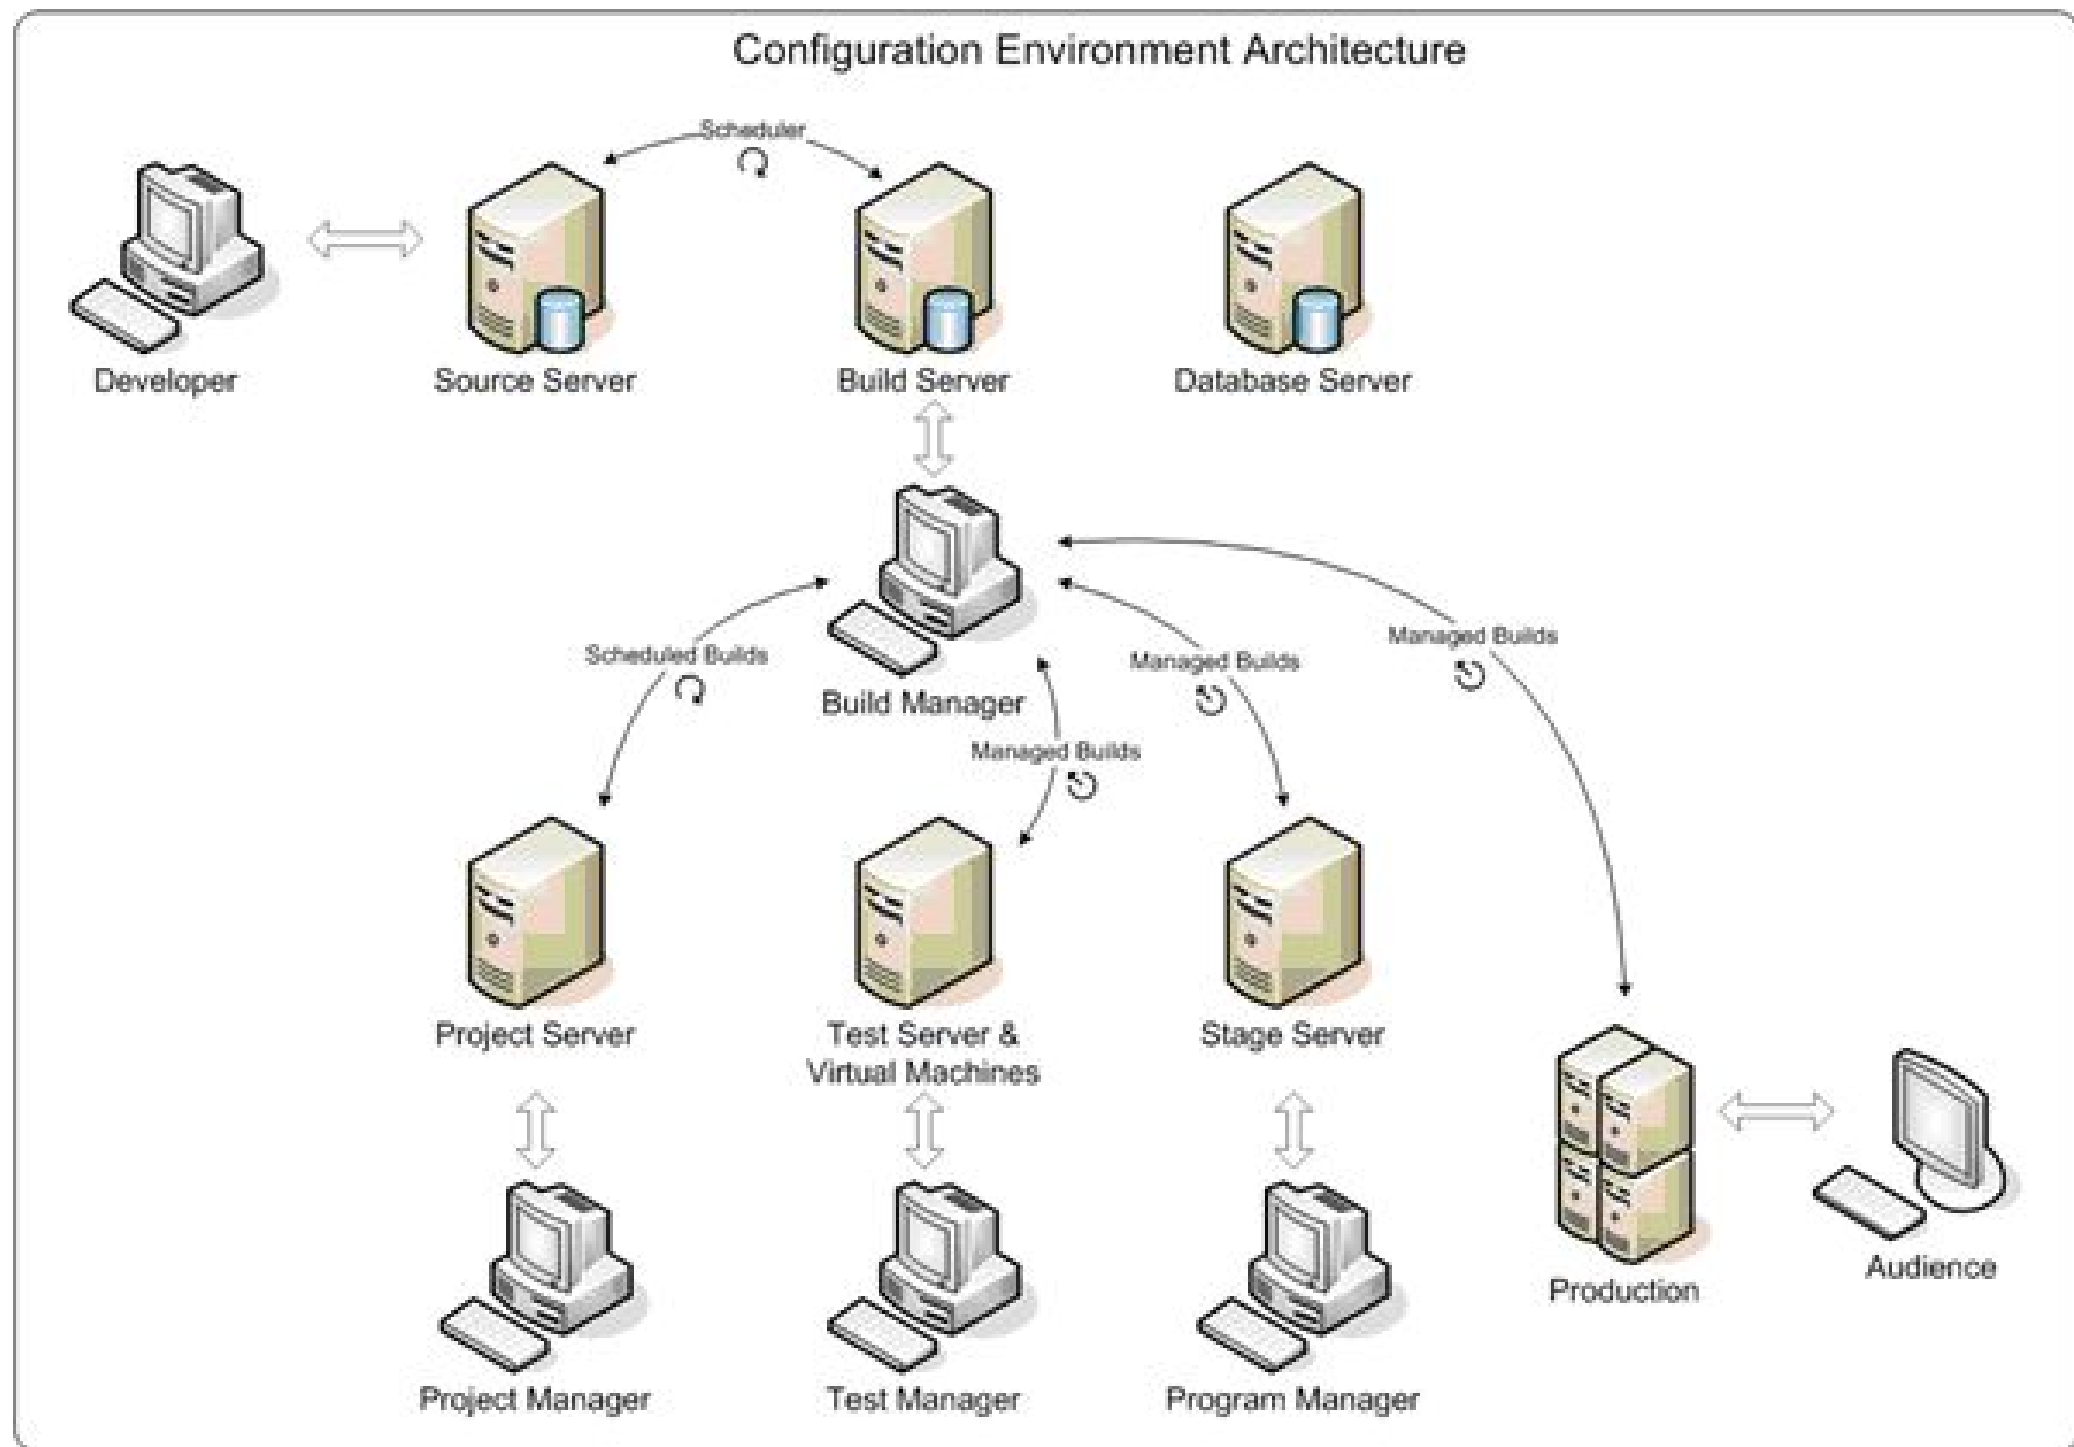 Configuration Environment Architecture
Scheduler
Developer
Source Server
Build Server
Database Server
Scheduled Builds
Build Manager
Managed Builds
Managed Builds
Managed Builds
Project Server
Test Server &
Virtual Machines
Stage Server
Production
Audience
Project Manager
Test Manager
Program Manager